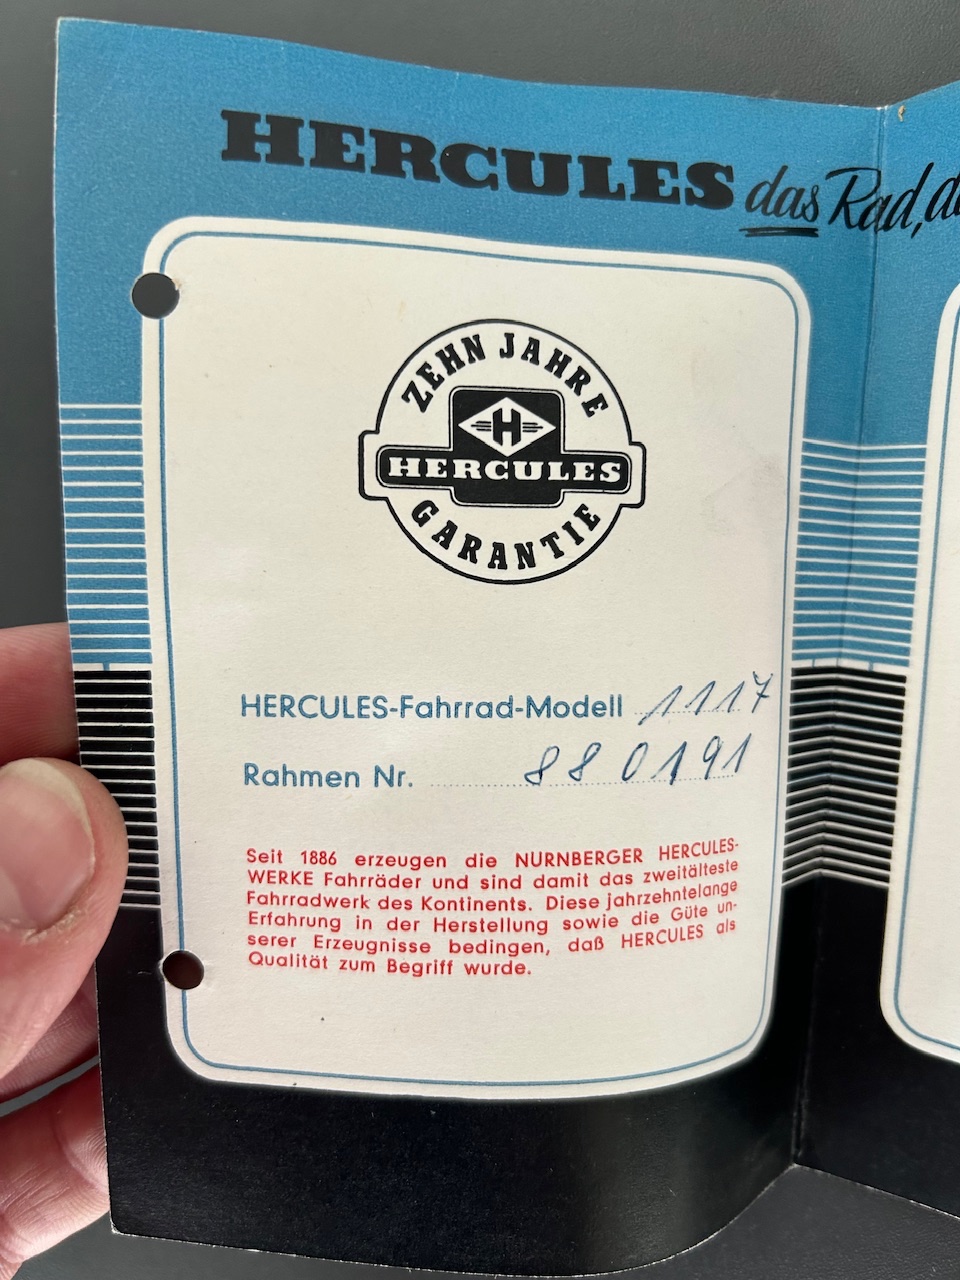 HERCULES das Rad,
ZEHN JAHRE
H
HERCULES
GARANTIE
HERCULES-Fahrrad-Modell 1117
Rahmen Nr. 880191
Seit 1886 erzeugen die NÜRNBERGER HERCULES-
WERKE Fahrräder und sind damit das zweitälteste
Fahrradwerk des Kontinents. Diese jahrzehntelange
Erfahrung in der Herstellung sowie die Güte un-
serer Erzeugnisse bedingen, daß HERCULES als
Qualität zum Begriff wurde.